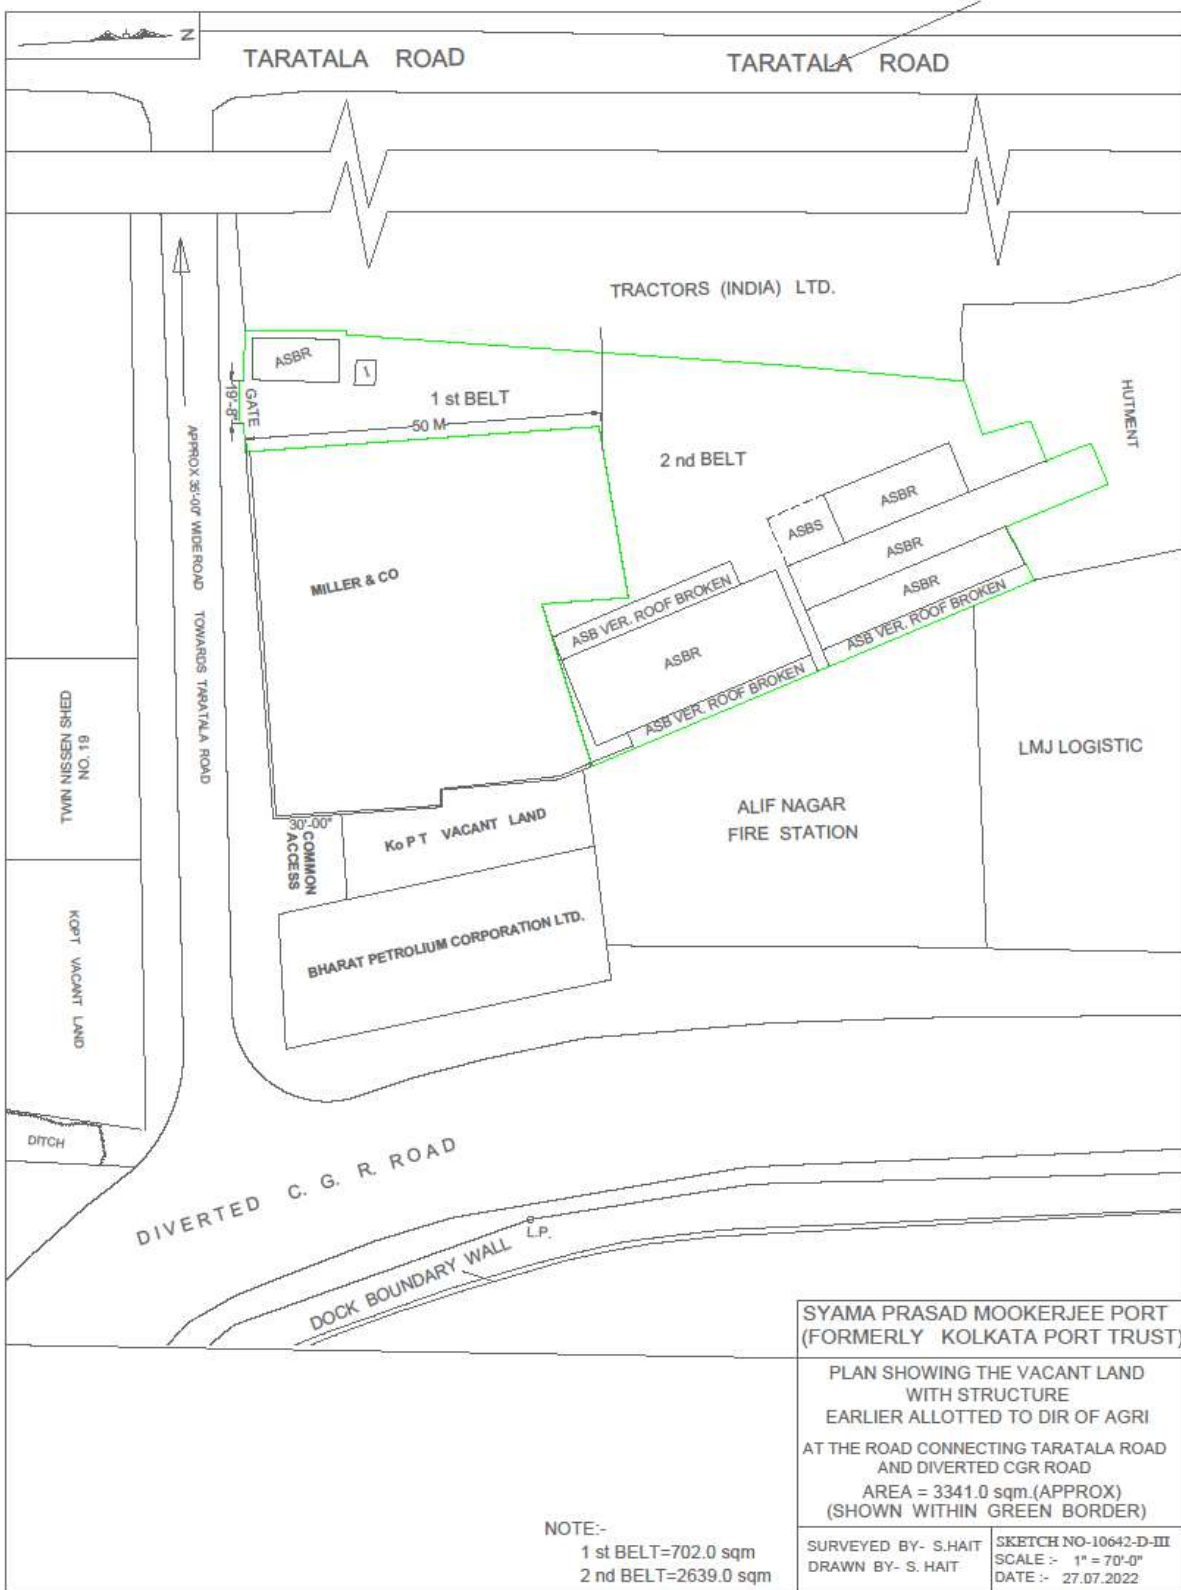 N
TARATALA ROAD
TARATALA ROAD
TRACTORS (INDIA) LTD.
ASBR
1
1 st BELT
GATE
19'-8"
50 M
2 nd BELT
HUTMENT
APPROX 35'-00" WIDE ROAD TOWARDS TARATALA ROAD
ASBR
ASBS
ASBR
ASBR
ASB VER. ROOF BROKEN
MILLER & CO
ASB VER. ROOF BROKEN
ASBR
ASB VER. ROOF BROKEN
TWIN NISSEN SHED
NO. 19
LMJ LOGISTIC
ALIF NAGAR
FIRE STATION
30'-00"
COMMON
ACCESS
KoPT VACANT LAND
BHARAT PETROLIUM CORPORATION LTD.
KOPT VACANT LAND
DITCH
DIVERTED C. G. R. ROAD
L.P.
DOCK BOUNDARY WALL
SYAMA PRASAD MOOKERJEE PORT
(FORMERLY KOLKATA PORT TRUST)
PLAN SHOWING THE VACANT LAND
WITH STRUCTURE
EARLIER ALLOTTED TO DIR OF AGRI
AT THE ROAD CONNECTING TARATALA ROAD
AND DIVERTED CGR ROAD
AREA = 3341.0 sqm.(APPROX)
(SHOWN WITHIN GREEN BORDER)
NOTE:-
1 st BELT=702.0 sqm
2 nd BELT=2639.0 sqm
SURVEYED BY- S.HAIT
DRAWN BY- S. HAIT
SKETCH NO-10642-D-III
SCALE :- 1" = 70'-0"
DATE :- 27.07.2022